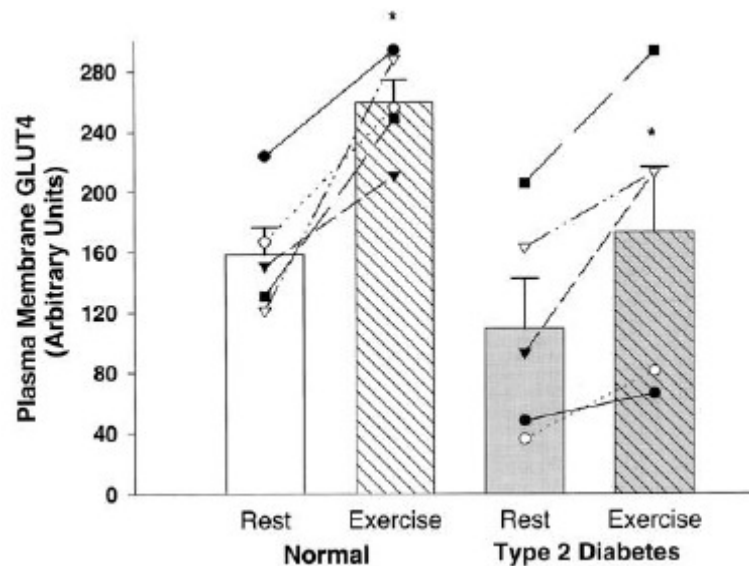 *
280
*
240
200
160
120
80
40
0
Plasma Membrane GLUT4
(Arbitrary Units)
Rest Exercise Rest Exercise
Normal Type 2 Diabetes